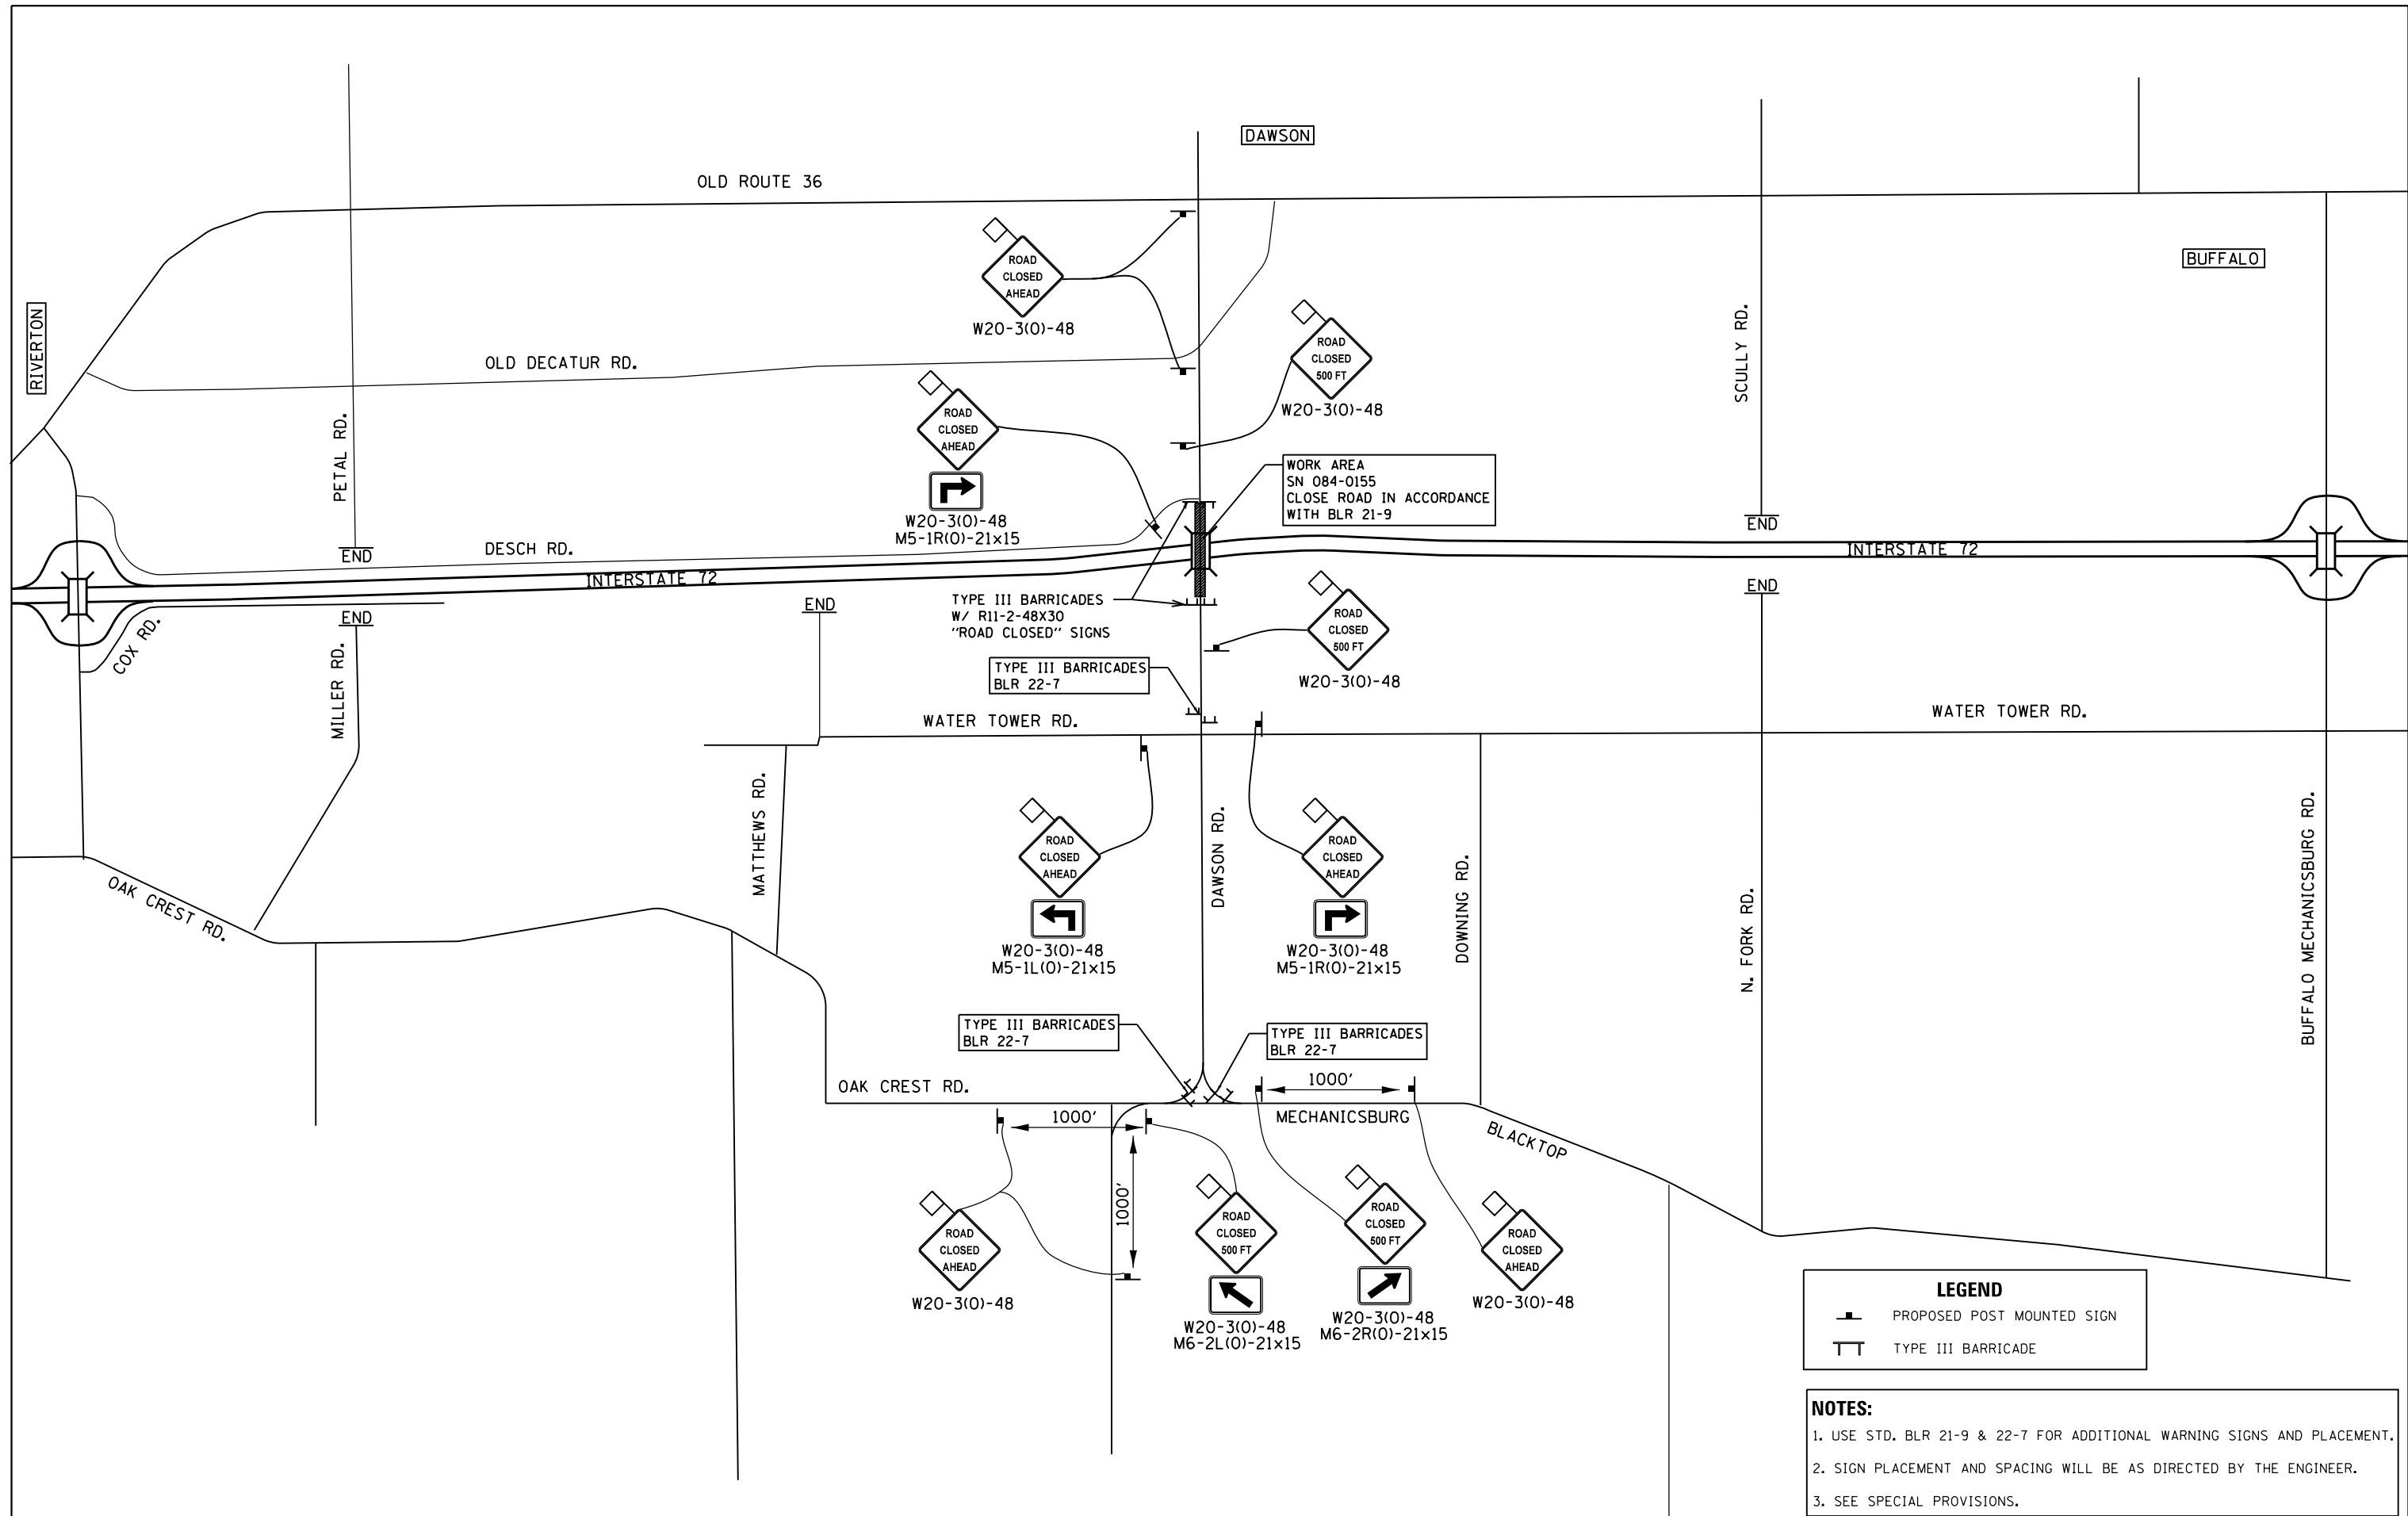 DAWSON
OLD ROUTE 36
RIVERTON
BUFFALO
ROAD
CLOSED
AHEAD
W20-3(O)-48
ROAD
CLOSED
500 FT
W20-3(O)-48
OLD DECATUR RD.
PETAL RD.
SCULLY RD.
ROAD
CLOSED
AHEAD
W20-3(O)-48
M5-1R(O)-21x15
WORK AREA
SN 084-0155
CLOSE ROAD IN ACCORDANCE
WITH BLR 21-9
END
END
DESCH RD.
INTERSTATE 72
INTERSTATE 72
END
END
END
COX RD.
MILLER RD.
TYPE III BARRICADES
W/ R11-2-48X30
"ROAD CLOSED" SIGNS
ROAD
CLOSED
500 FT
W20-3(O)-48
TYPE III BARRICADES
BLR 22-7
WATER TOWER RD.
WATER TOWER RD.
MATTHEWS RD.
ROAD
CLOSED
AHEAD
W20-3(O)-48
M5-1L(O)-21x15
DAWSON RD.
ROAD
CLOSED
AHEAD
W20-3(O)-48
M5-1R(O)-21x15
DOWNING RD.
N. FORK RD.
BUFFALO MECHANICSBURG RD.
OAK CREST RD.
TYPE III BARRICADES
BLR 22-7
TYPE III BARRICADES
BLR 22-7
OAK CREST RD.
1000'
1000'
1000'
MECHANICSBURG
BLACKTOP
ROAD
CLOSED
AHEAD
W20-3(O)-48
ROAD
CLOSED
500 FT
W20-3(O)-48
M6-2L(O)-21x15
ROAD
CLOSED
500 FT
W20-3(O)-48
M6-2R(O)-21x15
ROAD
CLOSED
AHEAD
W20-3(O)-48
LEGEND
PROPOSED POST MOUNTED SIGN
TYPE III BARRICADE
NOTES:
1. USE STD. BLR 21-9 & 22-7 FOR ADDITIONAL WARNING SIGNS AND PLACEMENT.
2. SIGN PLACEMENT AND SPACING WILL BE AS DIRECTED BY THE ENGINEER.
3. SEE SPECIAL PROVISIONS.